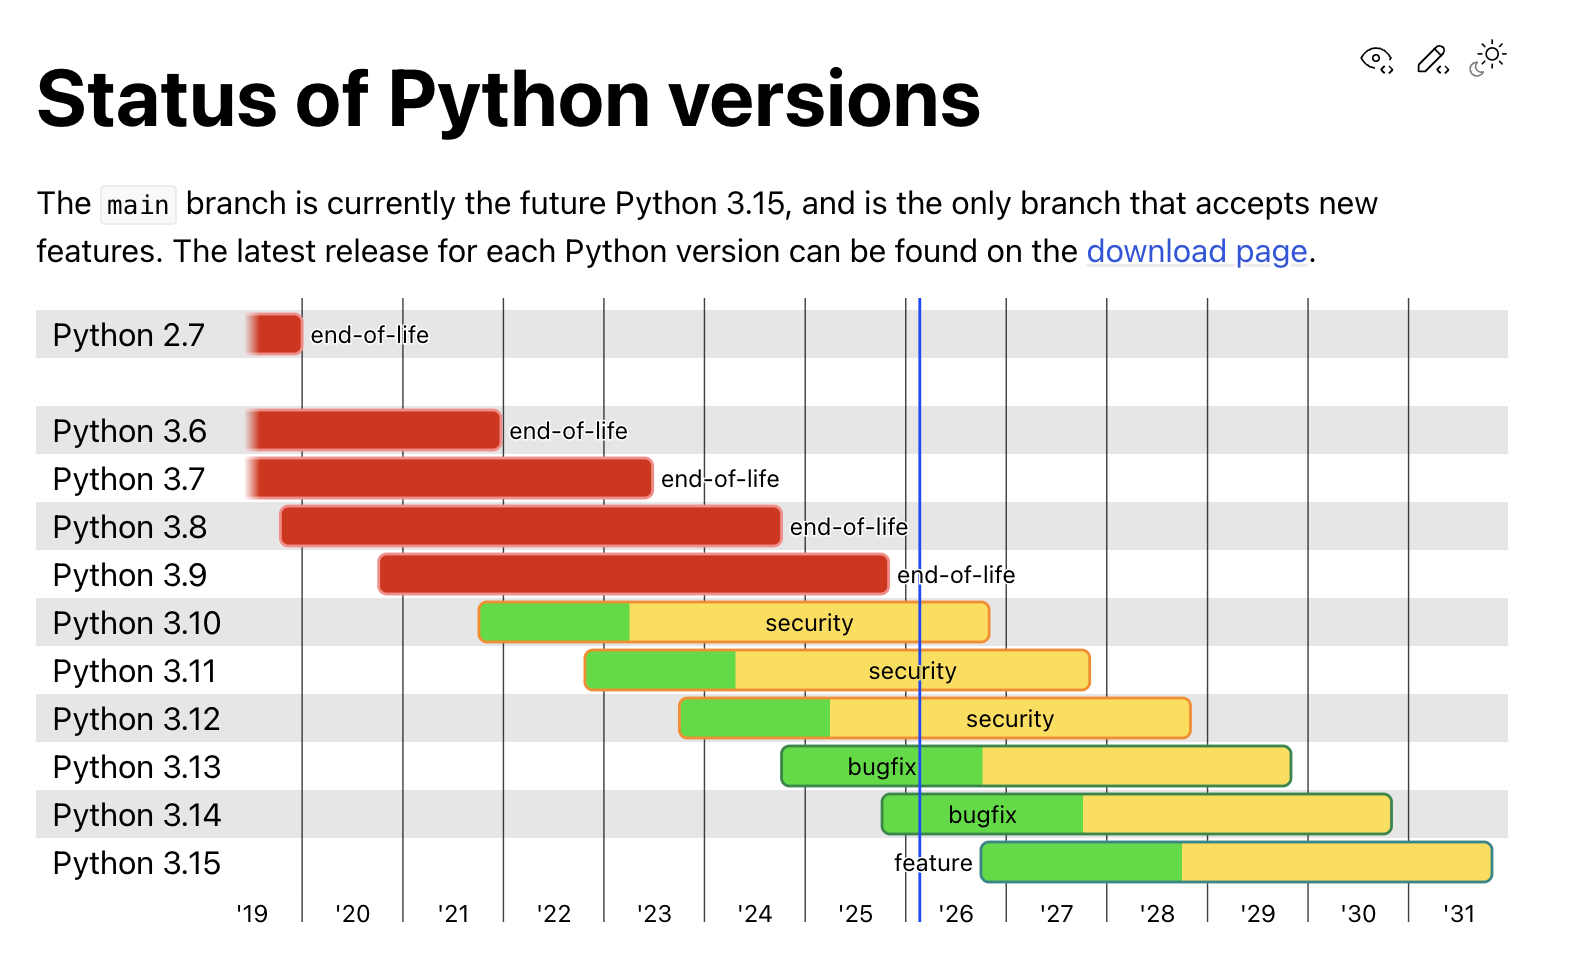 Status of Python versions
The main branch is currently the future Python 3.15, and is the only branch that accepts new
features. The latest release for each Python version can be found on the download page.
Python 2.7 end-of-life
Python 3.6 end-of-life
Python 3.7 end-of-life
Python 3.8 end-of-life
Python 3.9 end-of-life
Python 3.10 security
Python 3.11 security
Python 3.12 security
Python 3.13 bugfix
Python 3.14 bugfix
Python 3.15 feature
'19 '20 '21 '22 '23 '24 '25 '26 '27 '28 '29 '30 '31